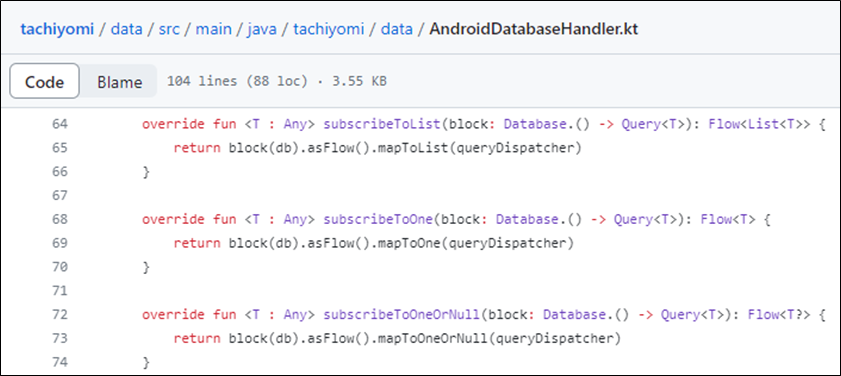 tachiyomi / data / src / main / java / tachiyomi / data / AndroidDatabaseHandler.kt
Code Blame 104 lines (88 loc) · 3.55 KB
64 override fun <T : Any> subscribeToList(block: Database.() -> Query<T>): Flow<List<T>> {
65 return block(db).asFlow().mapToList(queryDispatcher)
66 }
67
68 override fun <T : Any> subscribeToOne(block: Database.() -> Query<T>): Flow<T> {
69 return block(db).asFlow().mapToOne(queryDispatcher)
70 }
71
72 override fun <T : Any> subscribeToOneOrNull(block: Database.() -> Query<T>): Flow<T?> {
73 return block(db).asFlow().mapToOneOrNull(queryDispatcher)
74 }